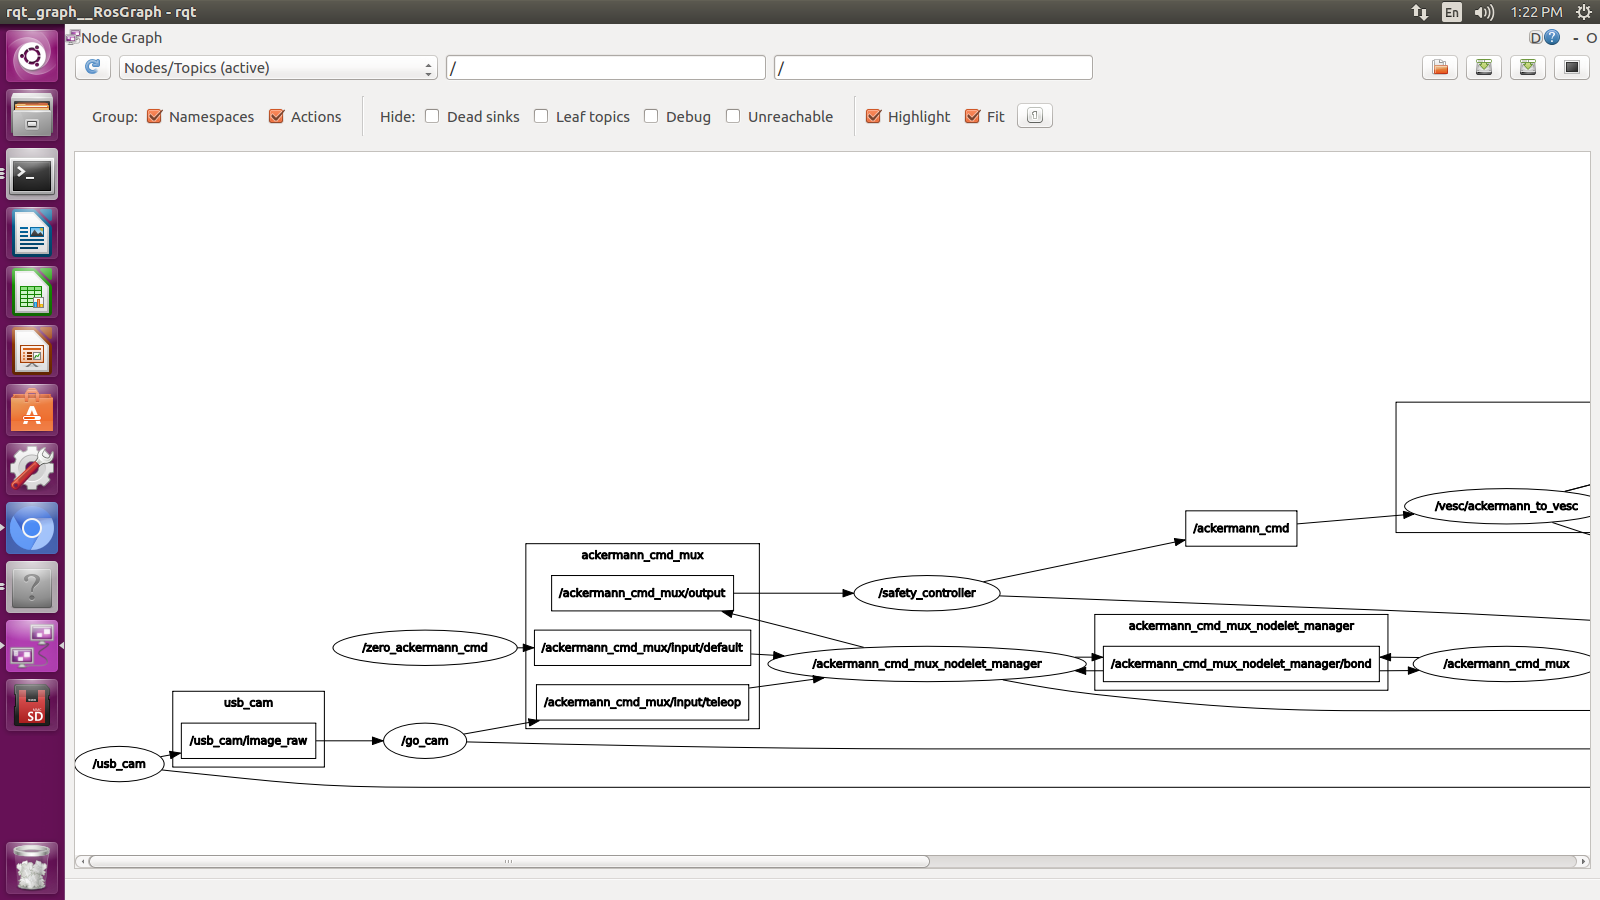 rqt_graph__RosGraph - rqt
En
1:22 PM
Node Graph
D
?
- O
Nodes/Topics (active)
/
/
Group:
Namespaces
Actions
Hide:
Dead sinks
Leaf topics
Debug
Unreachable
Highlight
Fit
/vesc/ackermann_to_vesc
/ackermann_cmd
ackermann_cmd_mux
/ackermann_cmd_mux/output
/safety_controller
ackermann_cmd_mux_nodelet_manager
/zero_ackermann_cmd
/ackermann_cmd_mux/input/default
/ackermann_cmd_mux_nodelet_manager
/ackermann_cmd_mux_nodelet_manager/bond
/ackermann_cmd_mux
/ackermann_cmd_mux/input/teleop
usb_cam
/usb_cam/image_raw
/go_cam
/usb_cam
SD